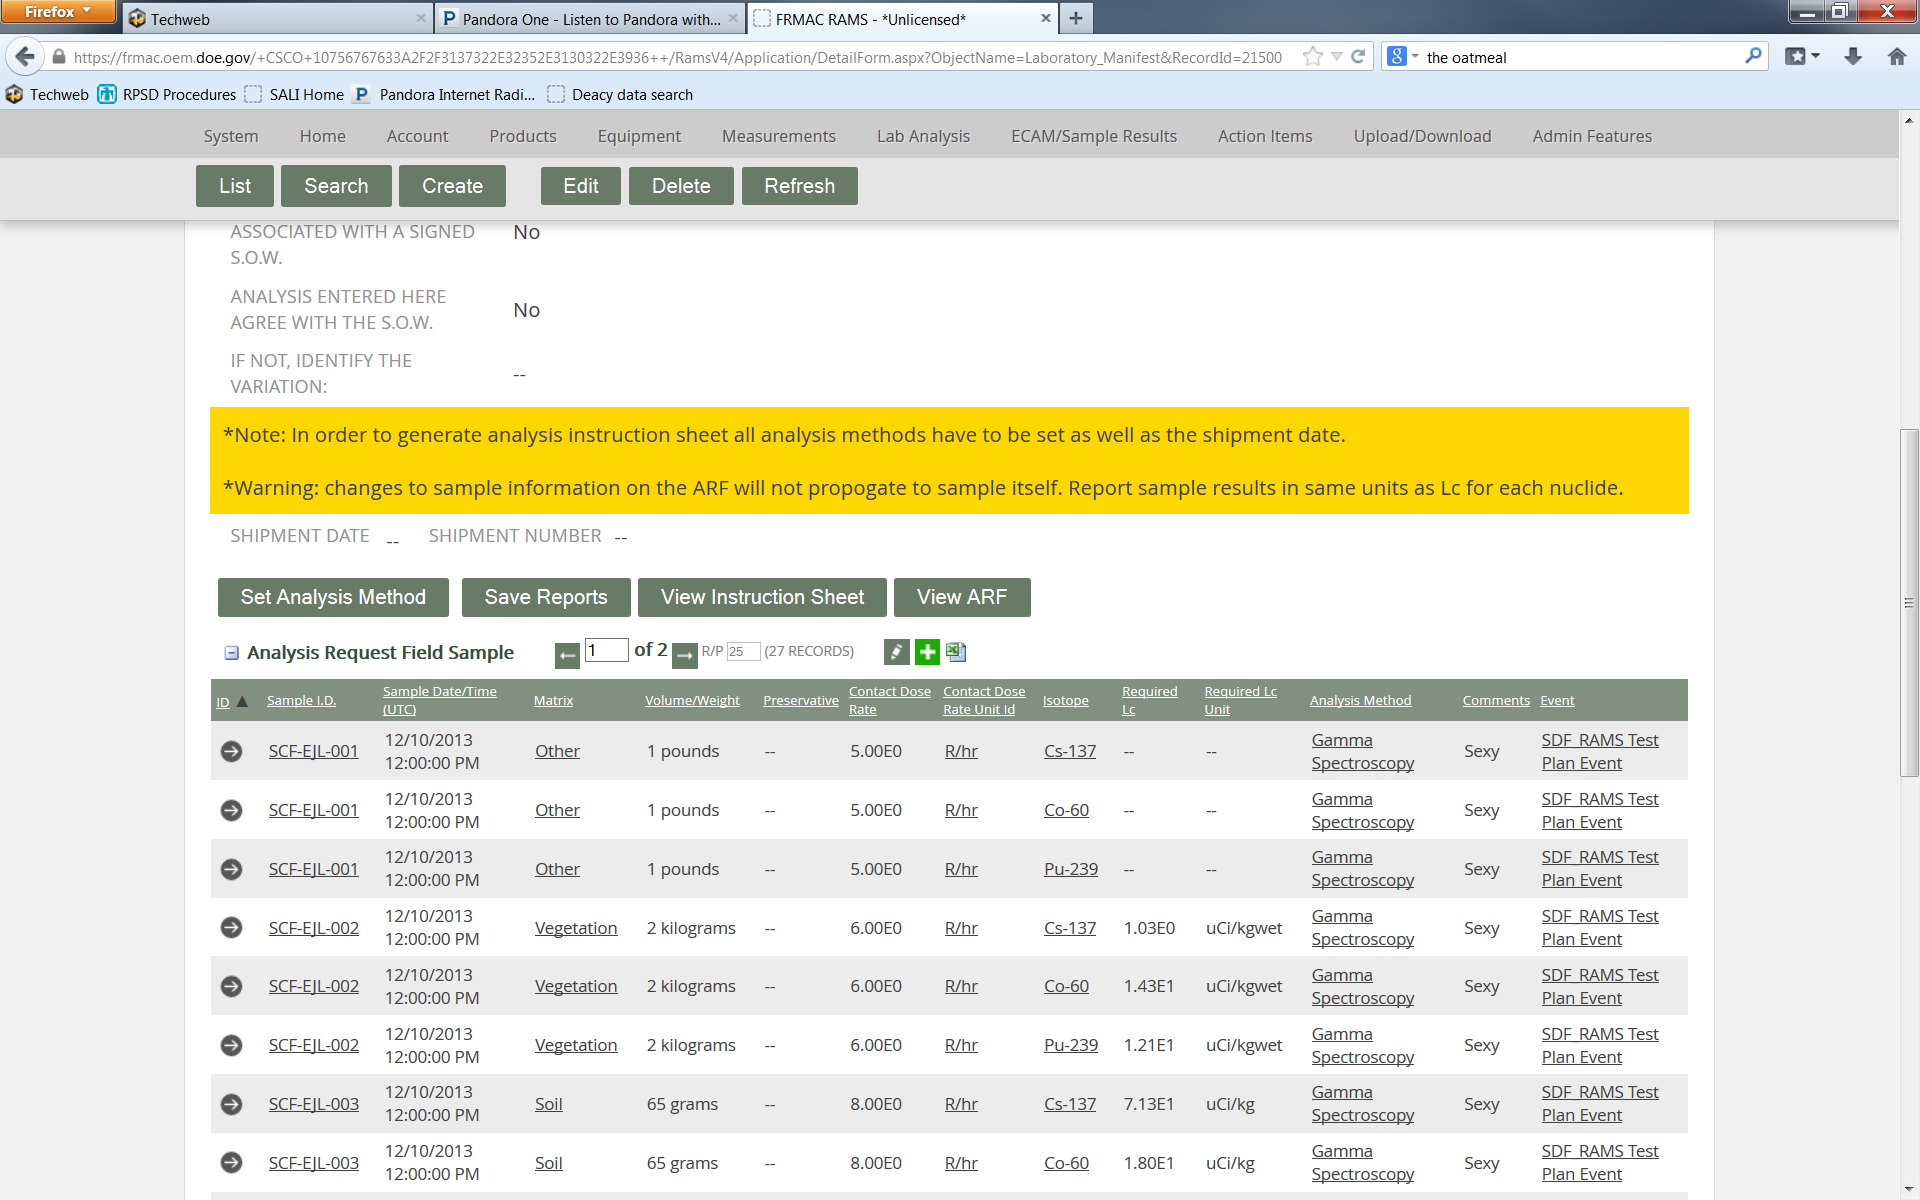 Firefox
Techweb
Pandora One - Listen to Pandora with...
FRMAC RAMS - *Unlicensed*
https://frmac.oem.doe.gov/+CSCO+10756767633A2F2F3137322E32352E3130322E3936++/RamsV4/Application/DetailForm.aspx?ObjectName=Laboratory_Manifest&RecordId=21500
the oatmeal
Techweb RPSD Procedures SALI Home Pandora Internet Radi... Deacy data search
System Home Account Products Equipment Measurements Lab Analysis ECAM/Sample Results Action Items Upload/Download Admin Features
List Search Create Edit Delete Refresh
ASSOCIATED WITH A SIGNED S.O.W. No
ANALYSIS ENTERED HERE AGREE WITH THE S.O.W. No
IF NOT, IDENTIFY THE VARIATION: --
*Note: In order to generate analysis instruction sheet all analysis methods have to be set as well as the shipment date.
*Warning: changes to sample information on the ARF will not propogate to sample itself. Report sample results in same units as Lc for each nuclide.
SHIPMENT DATE -- SHIPMENT NUMBER --
Set Analysis Method Save Reports View Instruction Sheet View ARF
Analysis Request Field Sample 1 of 2 R/P 25 (27 RECORDS)
ID Sample I.D. Sample Date/Time (UTC) Matrix Volume/Weight Preservative Contact Dose Rate Contact Dose Rate Unit Id Isotope Required Lc Required Lc Unit Analysis Method Comments Event
SCF-EJL-001 12/10/2013 12:00:00 PM Other 1 pounds -- 5.00E0 R/hr Cs-137 -- -- Gamma Spectroscopy Sexy SDF_RAMS Test Plan Event
SCF-EJL-001 12/10/2013 12:00:00 PM Other 1 pounds -- 5.00E0 R/hr Co-60 -- -- Gamma Spectroscopy Sexy SDF_RAMS Test Plan Event
SCF-EJL-001 12/10/2013 12:00:00 PM Other 1 pounds -- 5.00E0 R/hr Pu-239 -- -- Gamma Spectroscopy Sexy SDF_RAMS Test Plan Event
SCF-EJL-002 12/10/2013 12:00:00 PM Vegetation 2 kilograms -- 6.00E0 R/hr Cs-137 1.03E0 uCi/kgwet Gamma Spectroscopy Sexy SDF_RAMS Test Plan Event
SCF-EJL-002 12/10/2013 12:00:00 PM Vegetation 2 kilograms -- 6.00E0 R/hr Co-60 1.43E1 uCi/kgwet Gamma Spectroscopy Sexy SDF_RAMS Test Plan Event
SCF-EJL-002 12/10/2013 12:00:00 PM Vegetation 2 kilograms -- 6.00E0 R/hr Pu-239 1.21E1 uCi/kgwet Gamma Spectroscopy Sexy SDF_RAMS Test Plan Event
SCF-EJL-003 12/10/2013 12:00:00 PM Soil 65 grams -- 8.00E0 R/hr Cs-137 7.13E1 uCi/kg Gamma Spectroscopy Sexy SDF_RAMS Test Plan Event
SCF-EJL-003 12/10/2013 12:00:00 PM Soil 65 grams -- 8.00E0 R/hr Co-60 1.80E1 uCi/kg Gamma Spectroscopy Sexy SDF_RAMS Test Plan Event